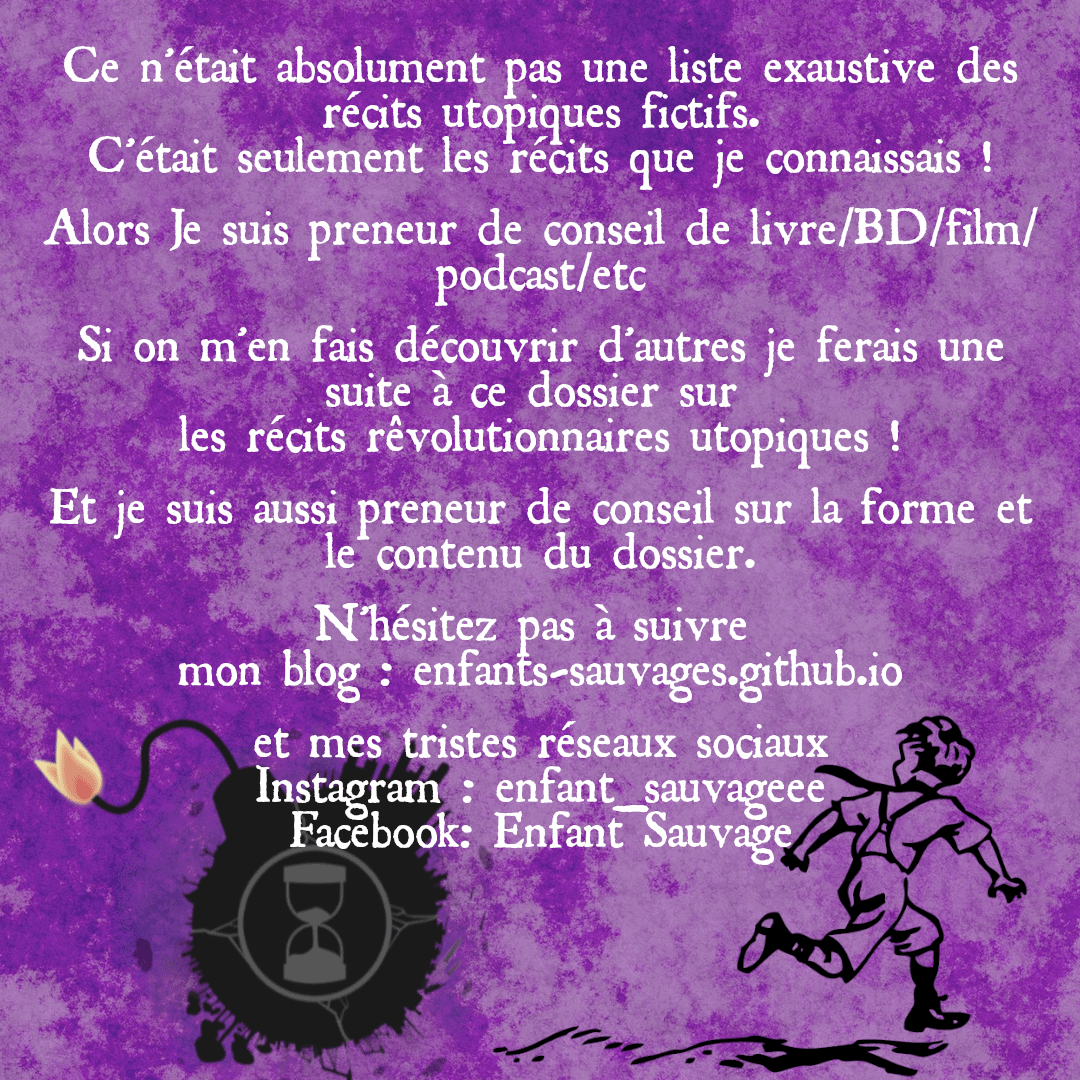 Ce n'était absolument pas une liste exaustive des
récits utopiques fictifs.
C'était seulement les récits que je connaissais !
Alors Je suis preneur de conseil de livre/BD/film/
podcast/etc
Si on m'en fais découvrir d'autres je ferais une
suite à ce dossier sur
les récits rêvolutionnaires utopiques !
Et je suis aussi preneur de conseil sur la forme et
le contenu du dossier.
N'hésitez pas à suivre
mon blog : enfants-sauvages.github.io
et mes tristes réseaux sociaux
Instagram : enfant_sauvageee
Facebook: Enfant Sauvage